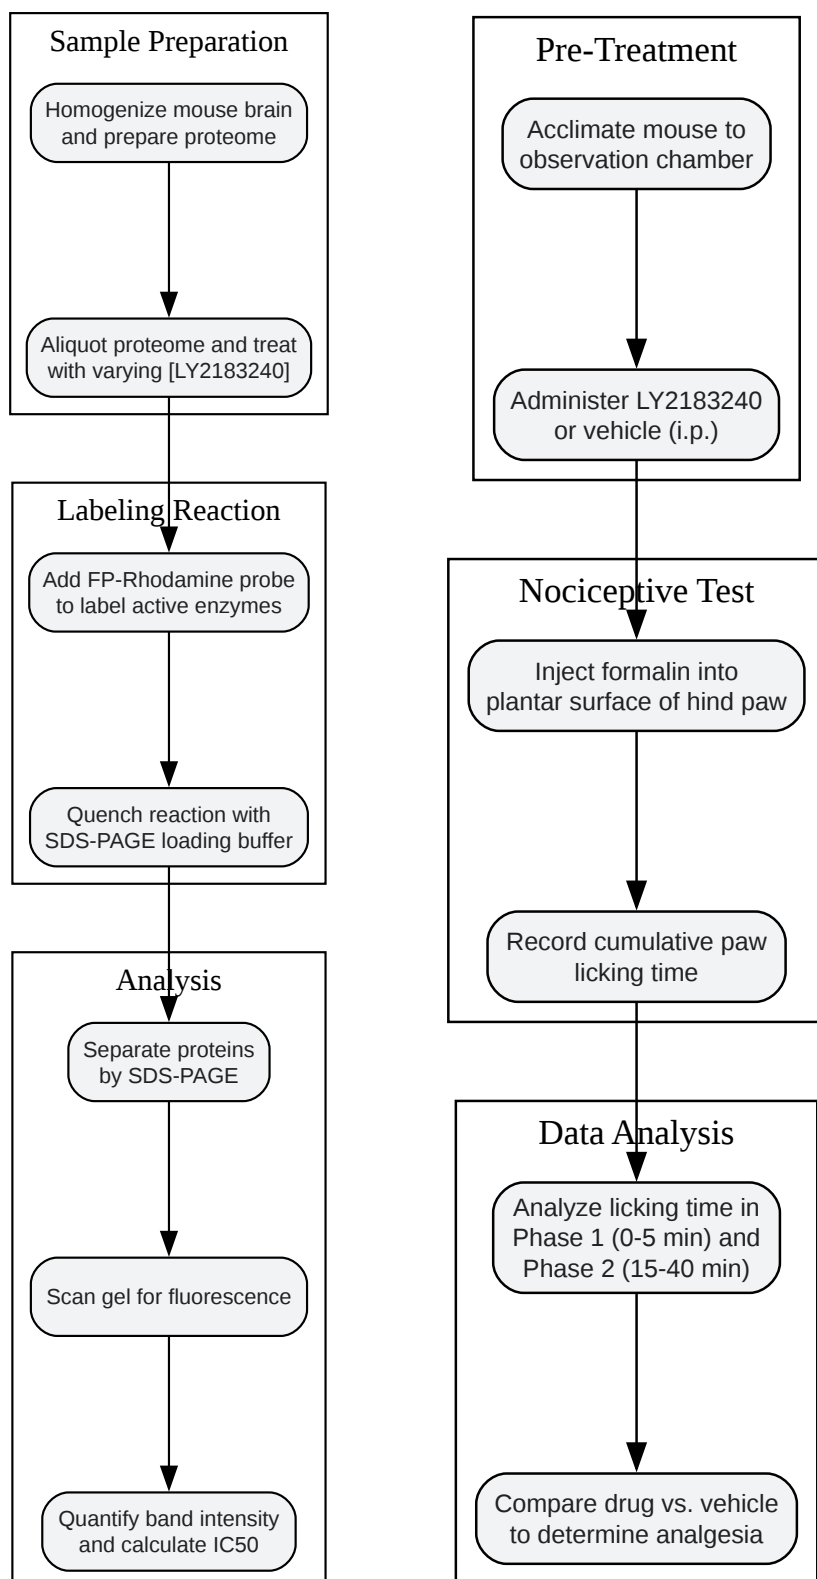 Sample Preparation
Homogenize mouse brain
and prepare proteome
Aliquot proteome and treat
with varying [LY2183240]
Labeling Reaction
Add FP-Rhodamine probe
to label active enzymes
Quench reaction with
SDS-PAGE loading buffer
Analysis
Separate proteins
by SDS-PAGE
Scan gel for fluorescence
Quantify band intensity
and calculate IC50
Pre-Treatment
Acclimate mouse to
observation chamber
Administer LY2183240
or vehicle (i.p.)
Nociceptive Test
Inject formalin into
plantar surface of hind paw
Record cumulative paw
licking time
Data Analysis
Analyze licking time in
Phase 1 (0-5 min) and
Phase 2 (15-40 min)
Compare drug vs. vehicle
to determine analgesia